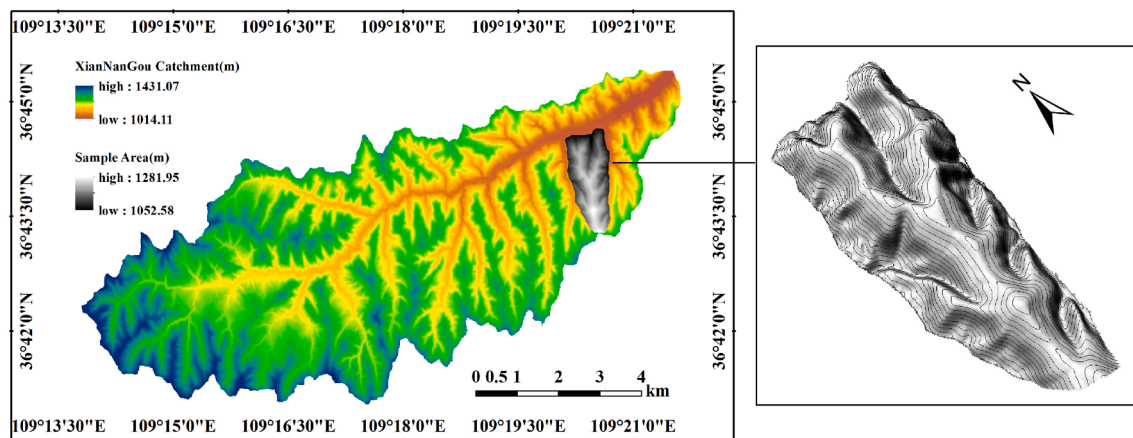 109°13'30"E 109°15'0"E 109°16'30"E 109°18'0"E 109°19'30"E 109°21'0"E
XianNanGou Catchment(m)
high : 1431.07
low : 1014.11
Sample Area(m)
high : 1281.95
low : 1052.58
36°45'0"N
36°43'30"N
36°42'0"N
36°45'0"N
36°43'30"N
36°42'0"N
0 0.5 1 2 3 4
km
109°13'30"E 109°15'0"E 109°16'30"E 109°18'0"E 109°19'30"E 109°21'0"E
N